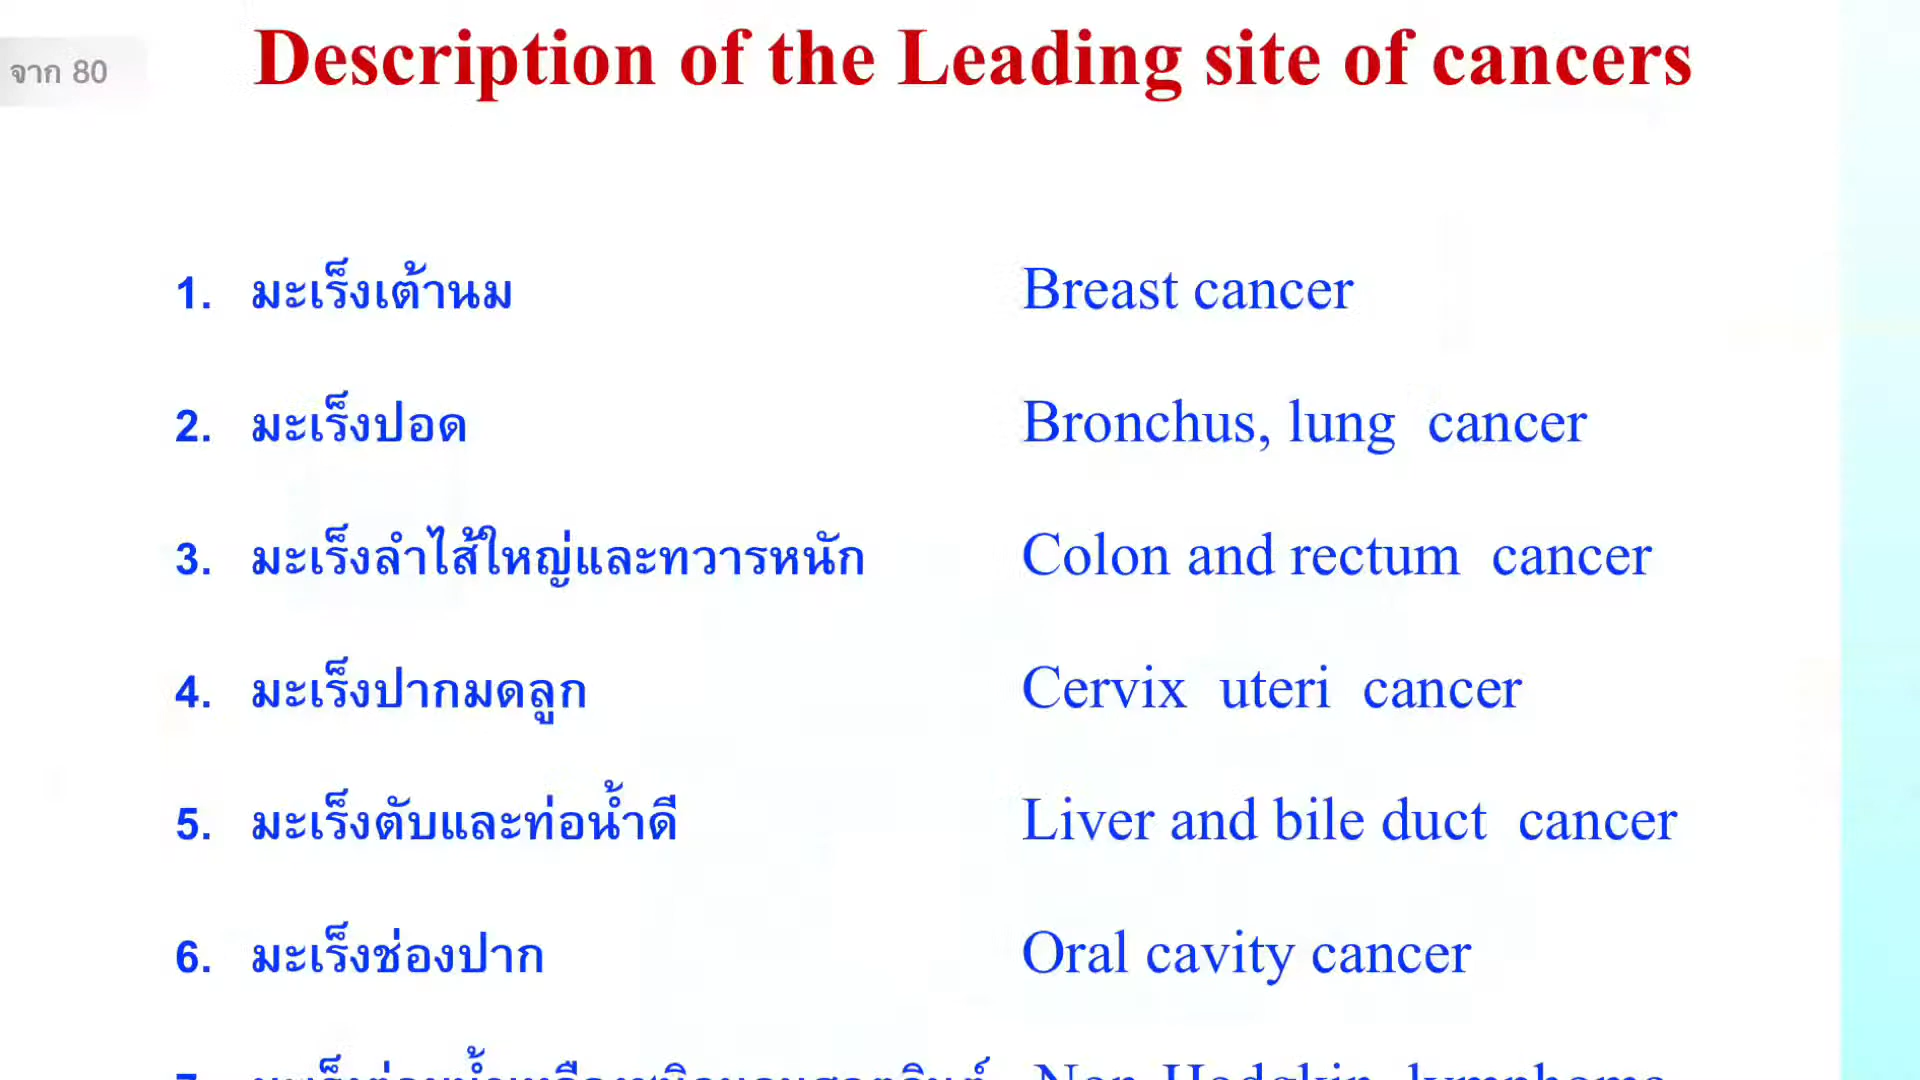 Description of the Leading site of cancers
จาก 80
1. มะเร็งเต้านม Breast cancer
2. มะเร็งปอด Bronchus, lung cancer
3. มะเร็งลำไส้ใหญ่และทวารหนัก Colon and rectum cancer
4. มะเร็งปากมดลูก Cervix uteri cancer
5. มะเร็งตับและท่อน้ำดี Liver and bile duct cancer
6. มะเร็งช่องปาก Oral cavity cancer
Non Hodgkin lymphoma